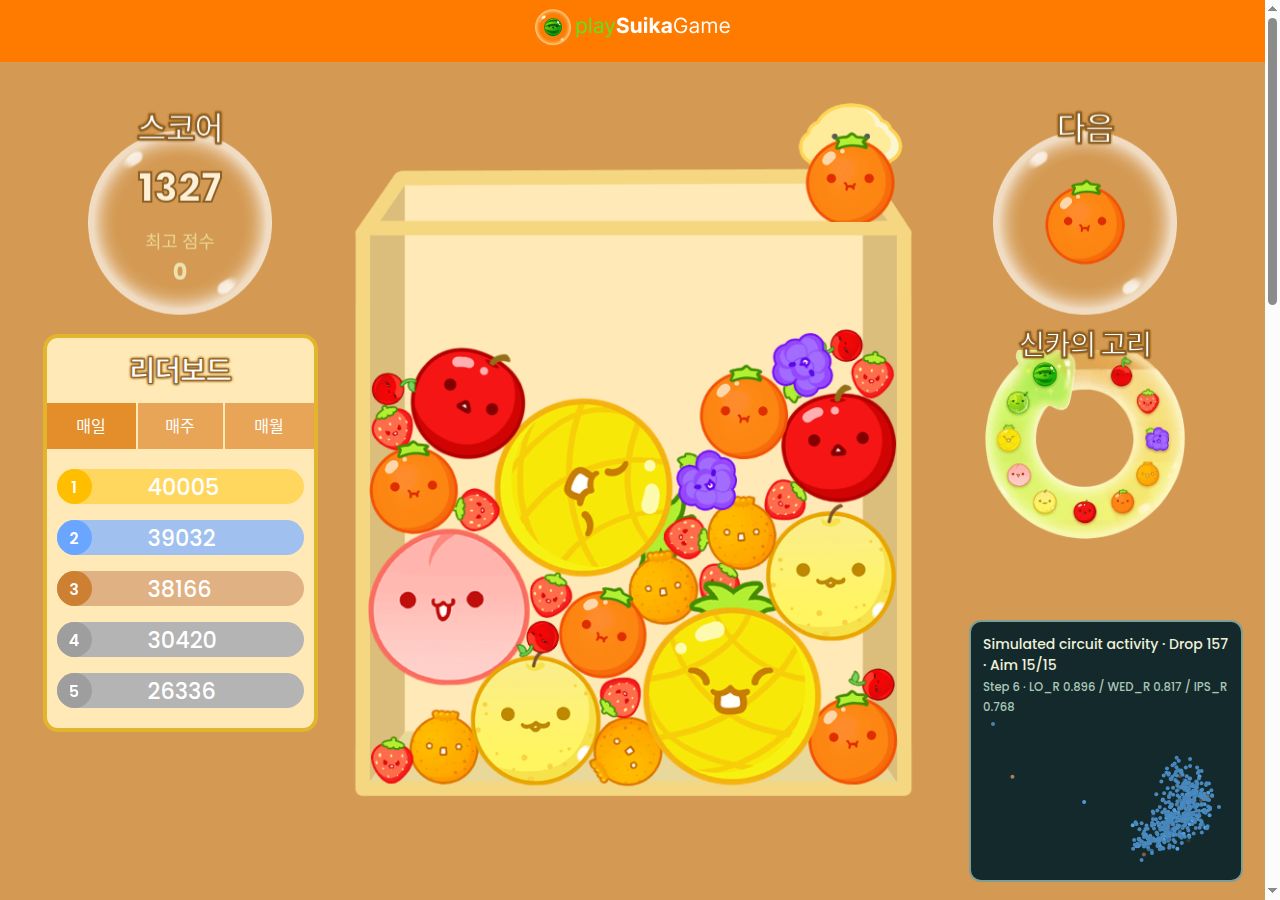 playSuikaGame
스코어
1327
최고 점수
0
다음
리더보드
매일
매주
매월
1
40005
2
39032
3
38166
4
30420
5
26336
신카의 고리
Simulated circuit activity · Drop 157
· Aim 15/15
Step 6 · LO_R 0.896 / WED_R 0.817 / IPS_R
0.768